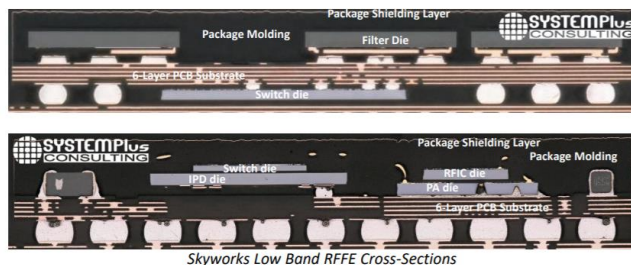 Package Shielding Layer
SYSTEMPlus
CONSULTING
Package Molding
Filter Die
6-Layer PCB Substrate
Switch die
SYSTEMPlus
CONSULTING
Package Shielding Layer
Package Molding
Switch die
RFIC die
IPD die
PA die
6-Layer PCB Substrate
Skyworks Low Band RFFE Cross-Sections